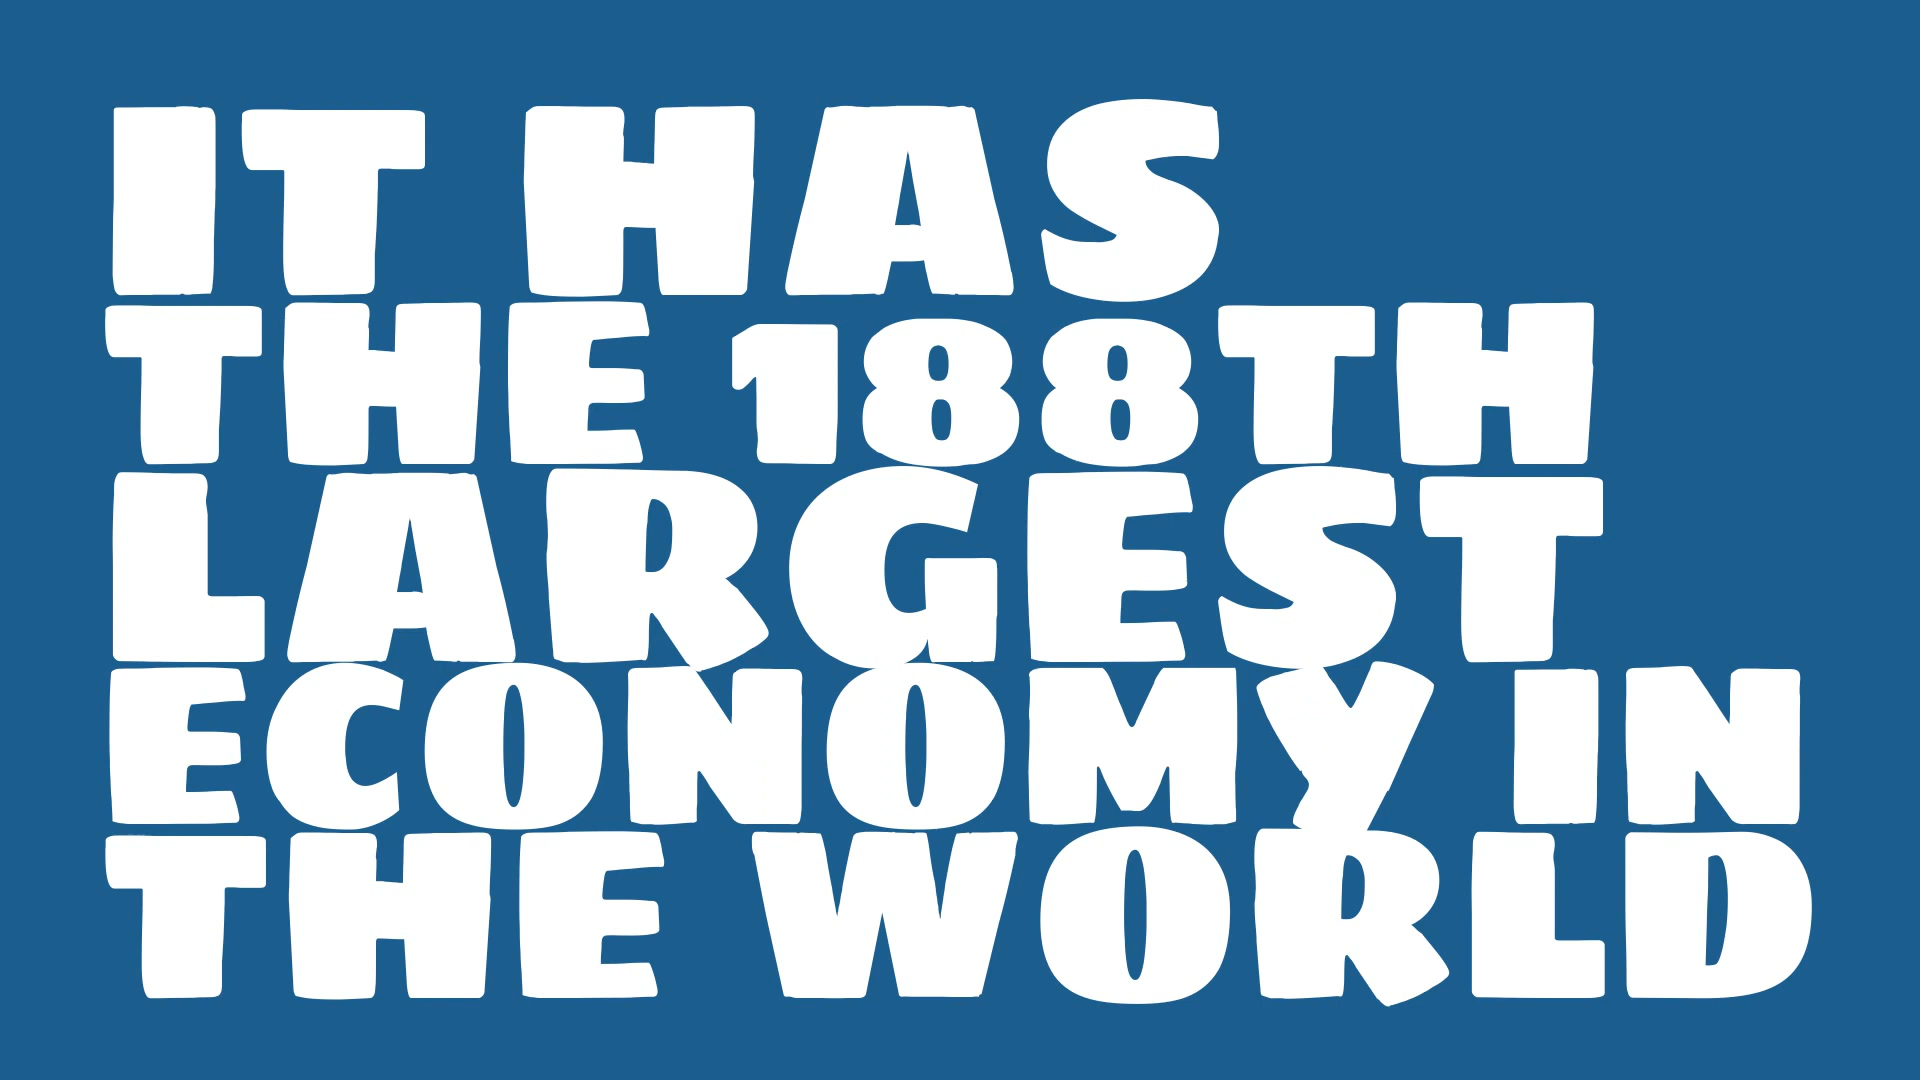 IT HAS
THE 188TH
LARGEST
ECONOMY IN
THE WORLD